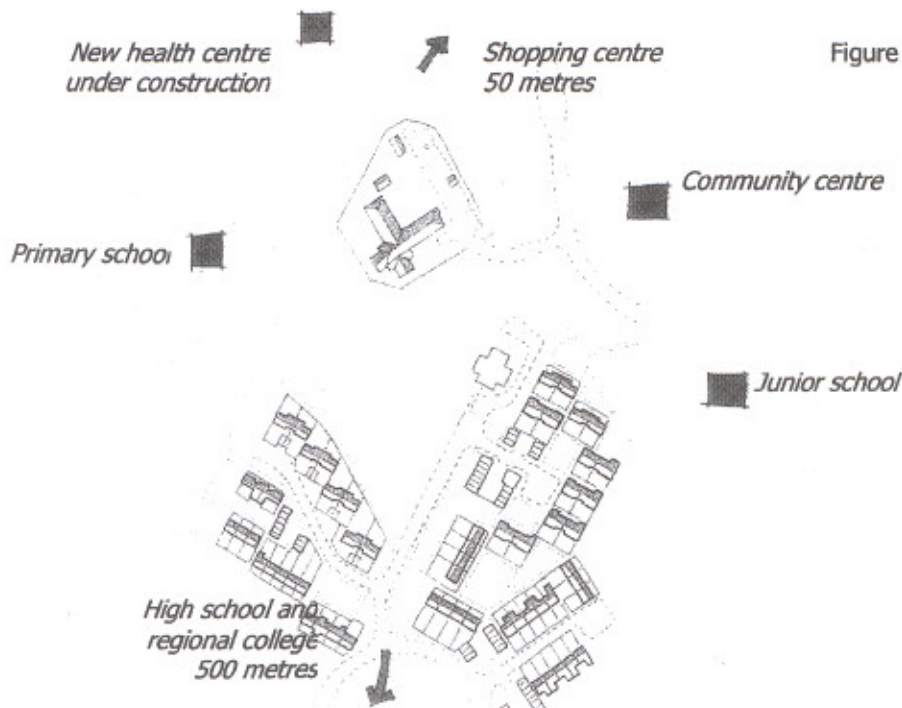 New health centre
under construction
Shopping centre
50 metres
Figure
Community centre
Primary school
Junior school
High school and
regional college
500 metres